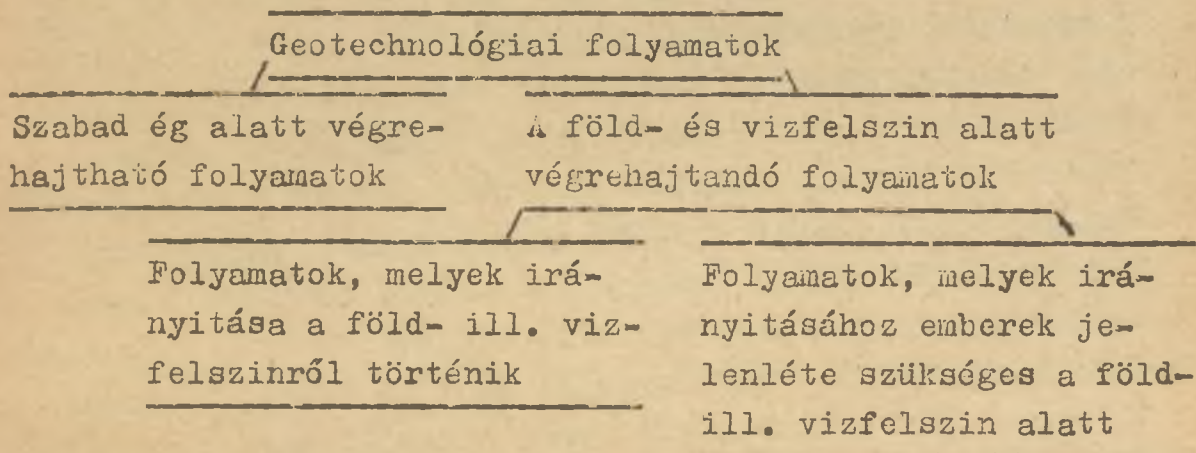 Geotechnológiai folyamatok
Szabad ég alatt végre-
hajtható folyamatok
A föld- és vizfelszin alatt
végrehajtandó folyamatok
Folyamatok, melyek irá-
nyitása a föld- ill. viz-
felszinről történik
Folyamatok, melyek irá-
nyitásához emberek je-
lenléte szükséges a föld-
ill. vizfelszin alatt